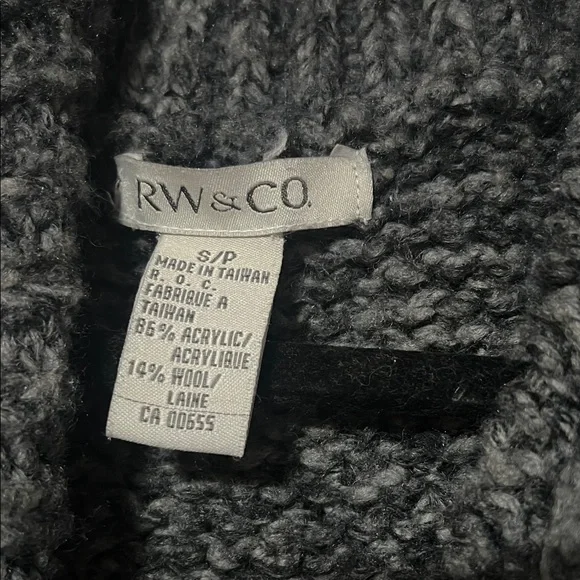 RW & CO.
S/P
MADE IN TAIWAN
R. O. C.
FABRIQUE A
TAIWAN
86% ACRYLIC/
ACRYLIQUE
14% WOOL/
LAINE
CA 00655